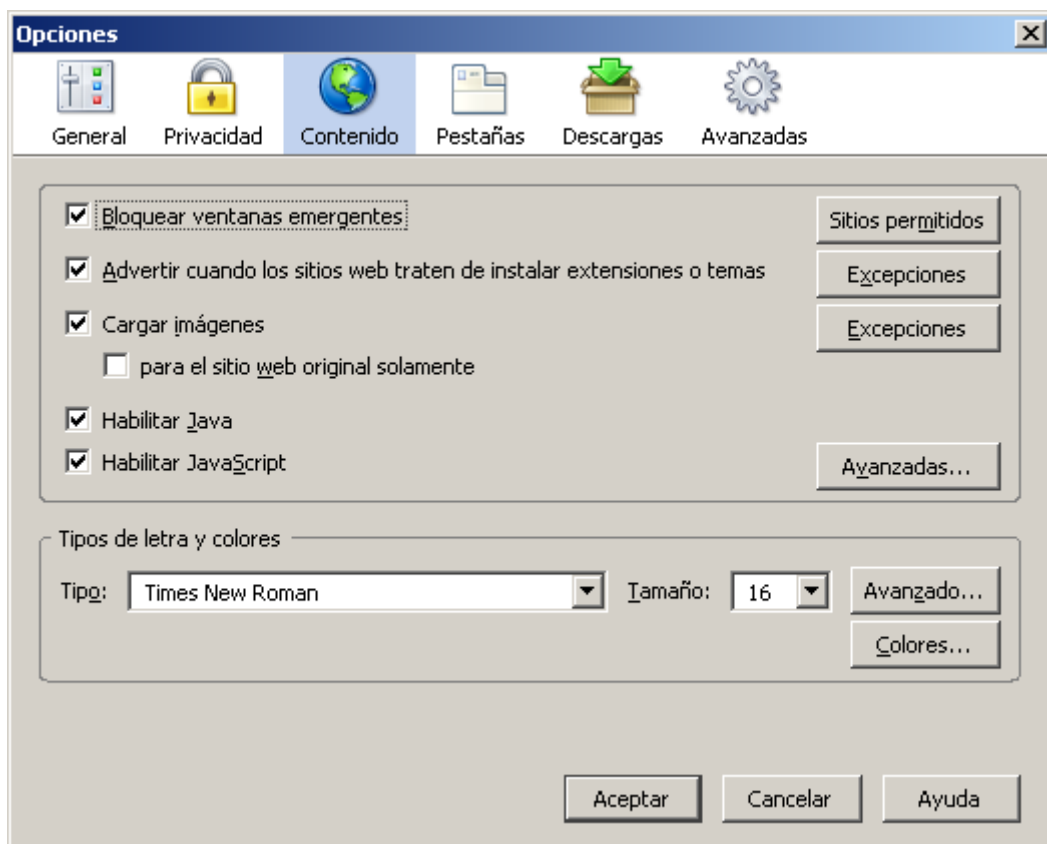 Opciones
General Privacidad Contenido Pestañas Descargas Avanzadas
Bloquear ventanas emergentes Sitios permitidos
Advertir cuando los sitios web traten de instalar extensiones o temas Excepciones
Cargar imágenes Excepciones
para el sitio web original solamente
Habilitar Java
Habilitar JavaScript Avanzadas...
Tipos de letra y colores
Tipo: Times New Roman Tamaño: 16 Avanzado...
Colores...
Aceptar Cancelar Ayuda